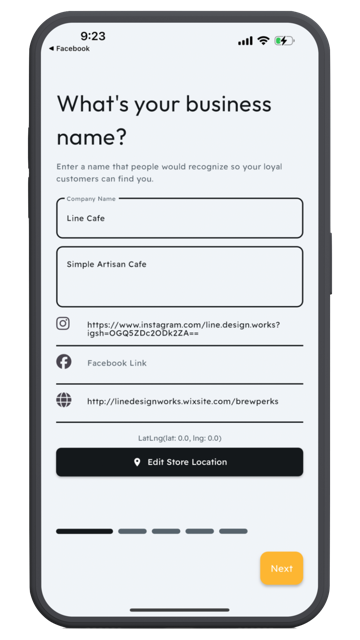 9:23
◀ Facebook
What's your business
name?
Enter a name that people would recognize so your loyal
customers can find you.
Company Name
Line Cafe
Simple Artisan Cafe
https://www.instagram.com/line.design.works?
igsh=OGQ5ZDc2ODk2ZA==
Facebook Link
http://linedesignworks.wixsite.com/brewperks
LatLng(lat: 0.0, lng: 0.0)
Edit Store Location
Next